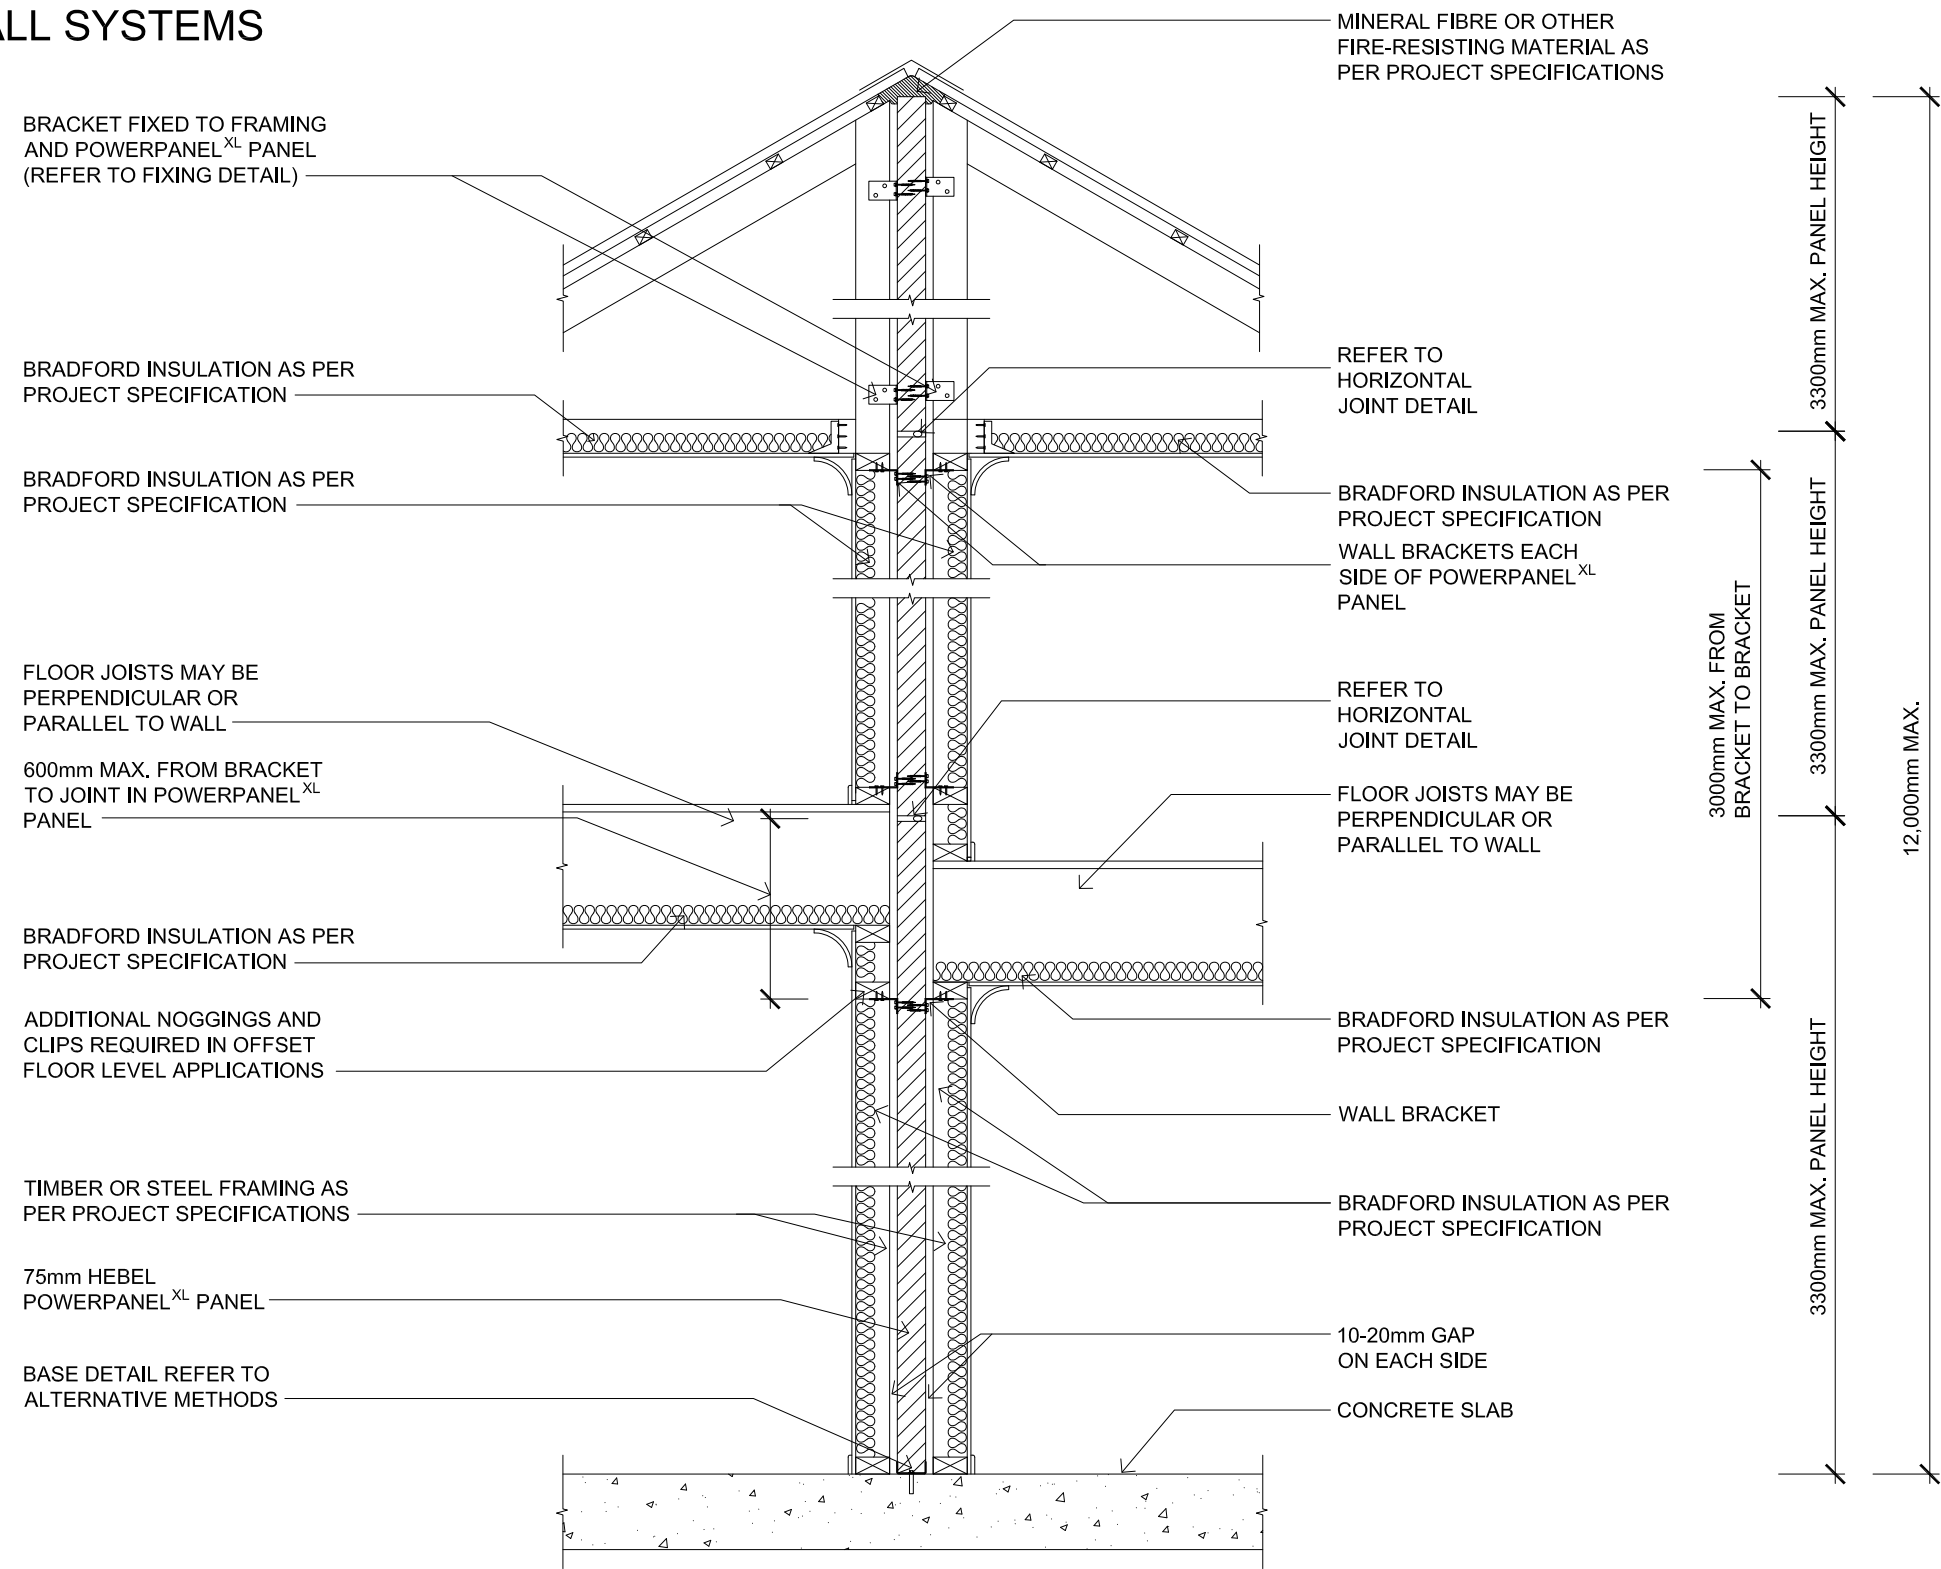 ALL SYSTEMS
BRACKET FIXED TO FRAMING
AND POWERPANEL^XL PANEL
(REFER TO FIXING DETAIL)
BRADFORD INSULATION AS PER
PROJECT SPECIFICATION
BRADFORD INSULATION AS PER
PROJECT SPECIFICATION
FLOOR JOISTS MAY BE
PERPENDICULAR OR
PARALLEL TO WALL
600mm MAX. FROM BRACKET
TO JOINT IN POWERPANEL^XL
PANEL
BRADFORD INSULATION AS PER
PROJECT SPECIFICATION
ADDITIONAL NOGGINGS AND
CLIPS REQUIRED IN OFFSET
FLOOR LEVEL APPLICATIONS
TIMBER OR STEEL FRAMING AS
PER PROJECT SPECIFICATIONS
75mm HEBEL
POWERPANEL^XL PANEL
BASE DETAIL REFER TO
ALTERNATIVE METHODS
MINERAL FIBRE OR OTHER
FIRE-RESISTING MATERIAL AS
PER PROJECT SPECIFICATIONS
REFER TO
HORIZONTAL
JOINT DETAIL
BRADFORD INSULATION AS PER
PROJECT SPECIFICATION
WALL BRACKETS EACH
SIDE OF POWERPANEL^XL
PANEL
REFER TO
HORIZONTAL
JOINT DETAIL
FLOOR JOISTS MAY BE
PERPENDICULAR OR
PARALLEL TO WALL
BRADFORD INSULATION AS PER
PROJECT SPECIFICATION
WALL BRACKET
BRADFORD INSULATION AS PER
PROJECT SPECIFICATION
10-20mm GAP
ON EACH SIDE
CONCRETE SLAB
3000mm MAX. FROM
BRACKET TO BRACKET
3300mm MAX. PANEL HEIGHT
3300mm MAX. PANEL HEIGHT
3300mm MAX. PANEL HEIGHT
12,000mm MAX.